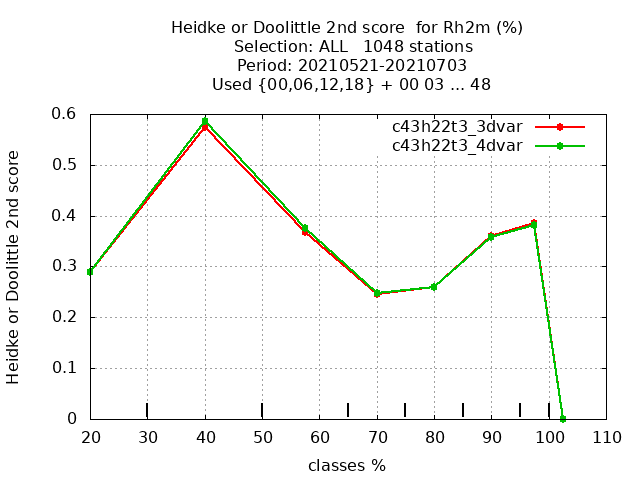 Heidke or Doolittle 2nd score  for Rh2m (%)
Selection: ALL   1048 stations
Period: 20210521-20210703
Used {00,06,12,18} + 00 03 ... 48
c43h22t3_3dvar
c43h22t3_4dvar
Heidke or Doolittle 2nd score
0.6
0.5
0.4
0.3
0.2
0.1
0
20 30 40 50 60 70 80 90 100 110
classes %